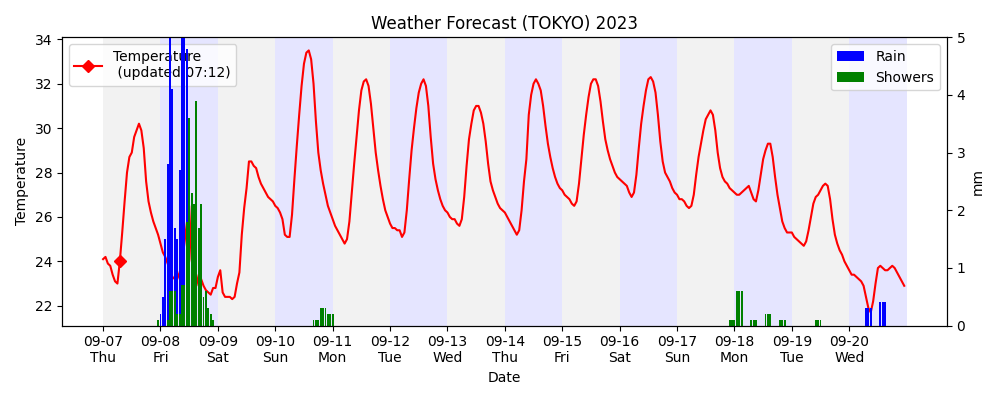 Weather Forecast (TOKYO) 2023
Temperature
(updated 07:12)
Rain
Showers
Temperature
34
32
30
28
26
24
22
5
4
3
2
1
0
mm
09-07 09-08 09-09 09-10 09-11 09-12 09-13 09-14 09-15 09-16 09-17 09-18 09-19 09-20
Thu Fri Sat Sun Mon Tue Wed Thu Fri Sat Sun Mon Tue Wed
Date